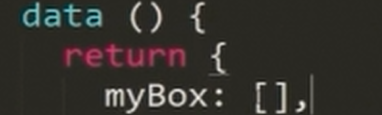 data () {
return {
myBox: [],